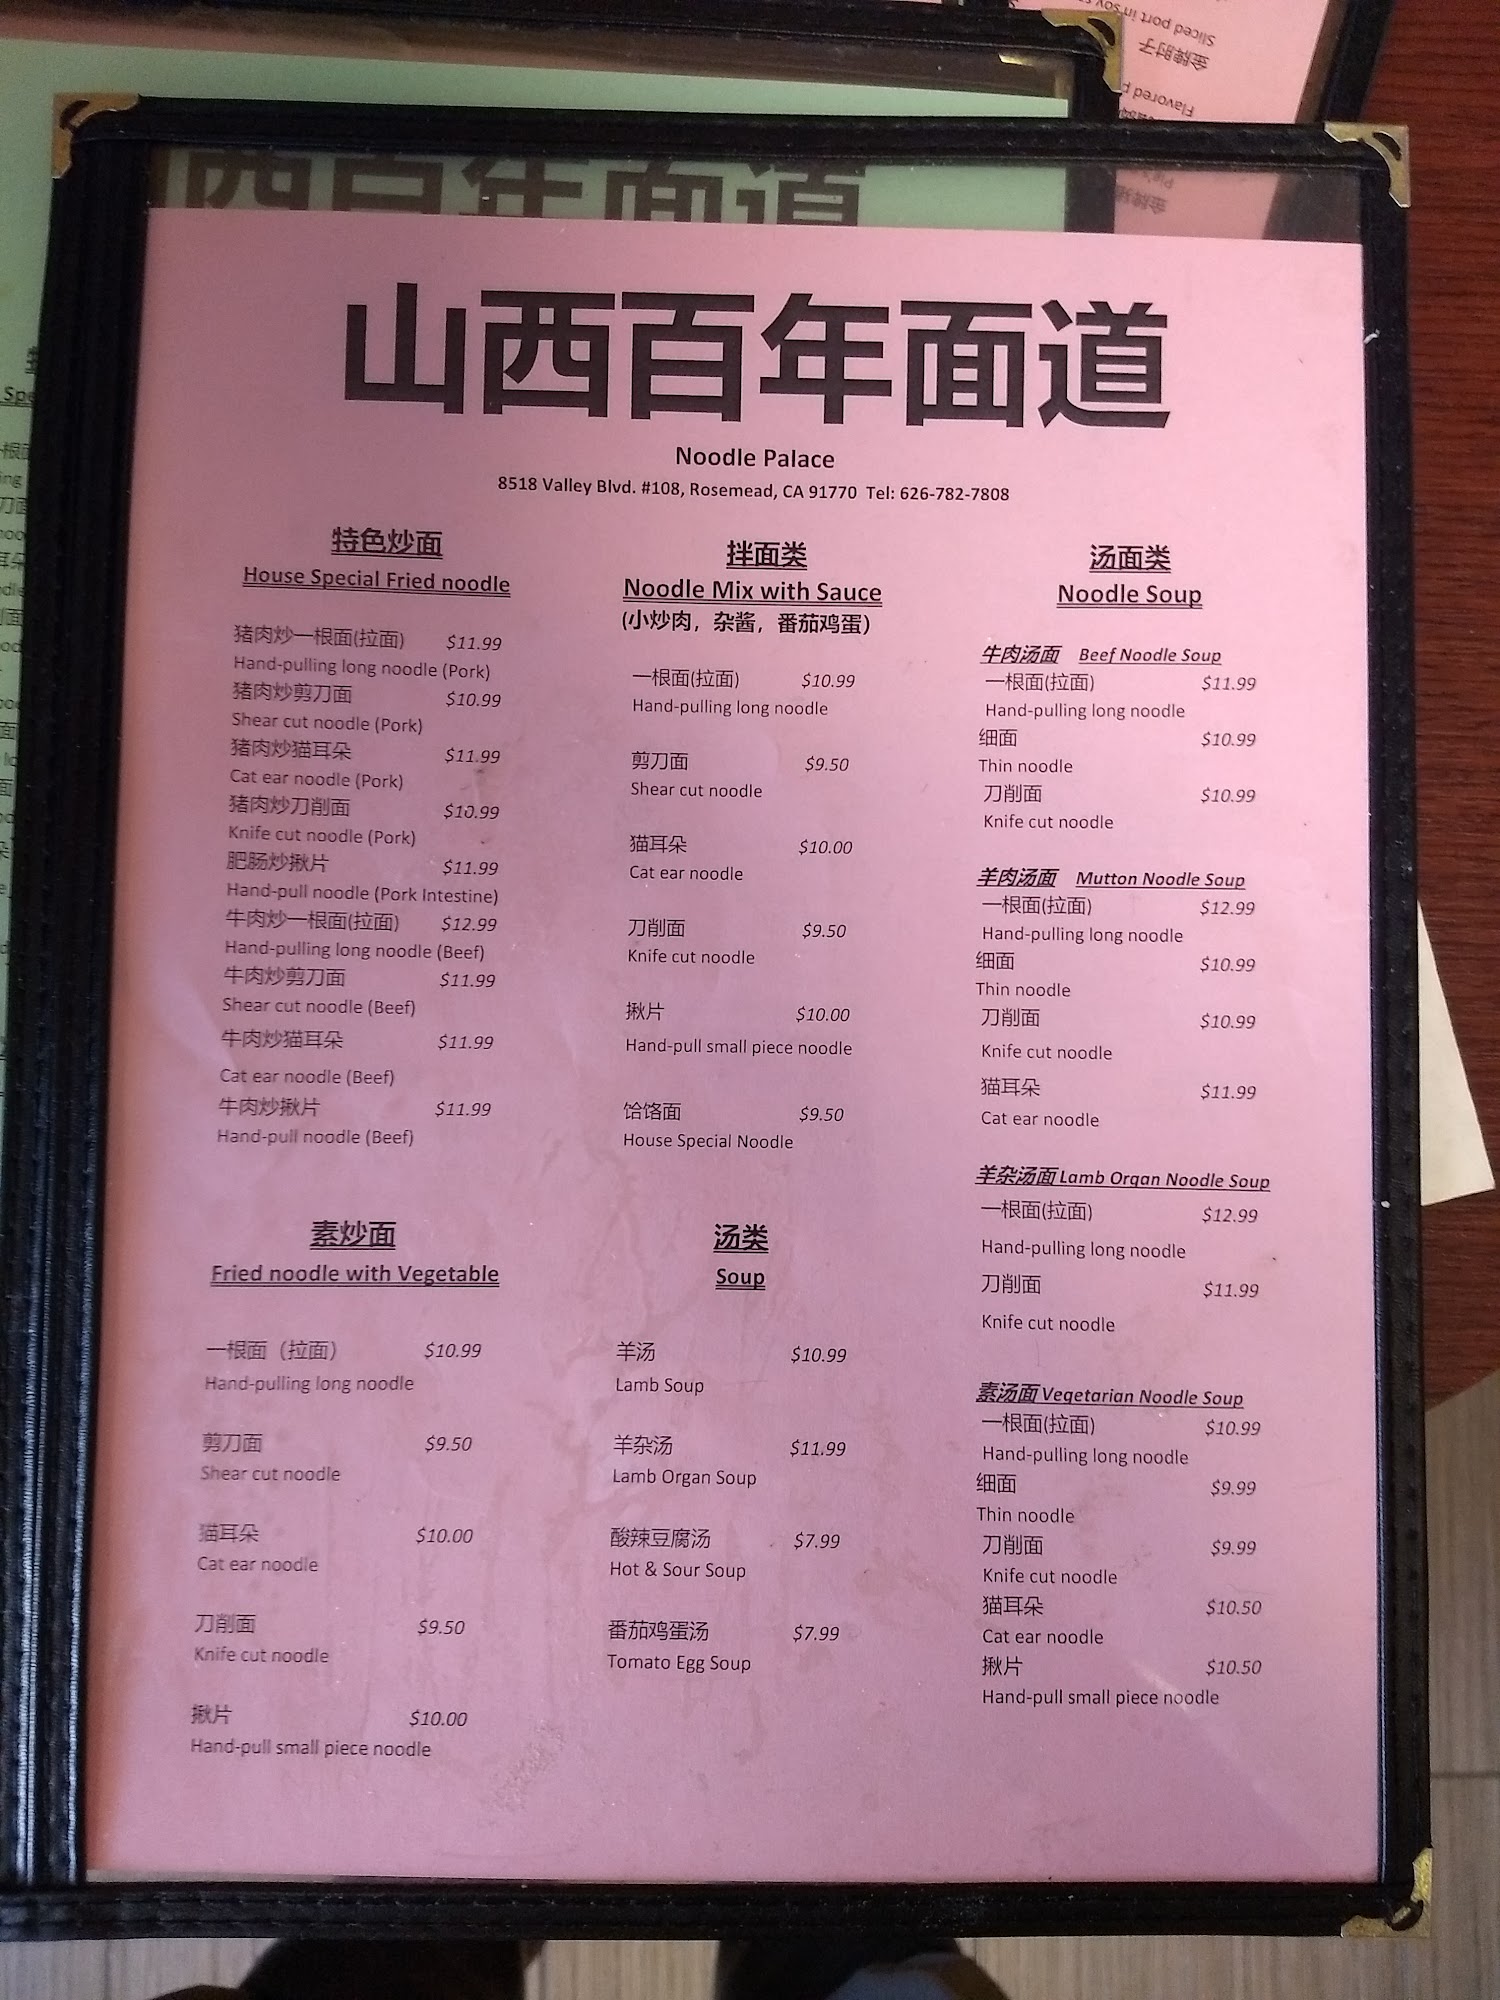 Sliced port in soy s
金牌肘子
Flavored p
西百年面道
山西百年面道
Noodle Palace
8518 Valley Blvd. #108, Rosemead, CA 91770 Tel: 626-782-7808
特色炒面
House Special Fried noodle
猪肉炒一根面(拉面) $11.99
Hand-pulling long noodle (Pork)
猪肉炒剪刀面 $10.99
Shear cut noodle (Pork)
猪肉炒猫耳朵 $11.99
Cat ear noodle (Pork)
猪肉炒刀削面 $10.99
Knife cut noodle (Pork)
肥肠炒揪片 $11.99
Hand-pull noodle (Pork Intestine)
牛肉炒一根面(拉面) $12.99
Hand-pulling long noodle (Beef)
牛肉炒剪刀面 $11.99
Shear cut noodle (Beef)
牛肉炒猫耳朵 $11.99
Cat ear noodle (Beef)
牛肉炒揪片 $11.99
Hand-pull noodle (Beef)
素炒面
Fried noodle with Vegetable
一根面（拉面） $10.99
Hand-pulling long noodle
剪刀面 $9.50
Shear cut noodle
猫耳朵 $10.00
Cat ear noodle
刀削面 $9.50
Knife cut noodle
揪片 $10.00
Hand-pull small piece noodle
拌面类
Noodle Mix with Sauce
(小炒肉，杂酱，番茄鸡蛋)
一根面(拉面) $10.99
Hand-pulling long noodle
剪刀面 $9.50
Shear cut noodle
猫耳朵 $10.00
Cat ear noodle
刀削面 $9.50
Knife cut noodle
揪片 $10.00
Hand-pull small piece noodle
饸饹面 $9.50
House Special Noodle
汤类
Soup
羊汤 $10.99
Lamb Soup
羊杂汤 $11.99
Lamb Organ Soup
酸辣豆腐汤 $7.99
Hot & Sour Soup
番茄鸡蛋汤 $7.99
Tomato Egg Soup
汤面类
Noodle Soup
牛肉汤面 Beef Noodle Soup
一根面(拉面) $11.99
Hand-pulling long noodle
细面 $10.99
Thin noodle
刀削面 $10.99
Knife cut noodle
羊肉汤面 Mutton Noodle Soup
一根面(拉面) $12.99
Hand-pulling long noodle
细面 $10.99
Thin noodle
刀削面 $10.99
Knife cut noodle
猫耳朵 $11.99
Cat ear noodle
羊杂汤面 Lamb Organ Noodle Soup
一根面(拉面) $12.99
Hand-pulling long noodle
刀削面 $11.99
Knife cut noodle
素汤面 Vegetarian Noodle Soup
一根面(拉面) $10.99
Hand-pulling long noodle
细面 $9.99
Thin noodle
刀削面 $9.99
Knife cut noodle
猫耳朵 $10.50
Cat ear noodle
揪片 $10.50
Hand-pull small piece noodle